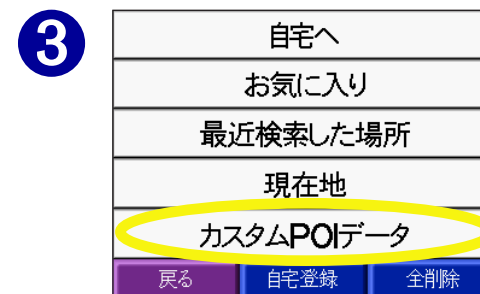 3
自宅へ
お気に入り
最近検索した場所
現在地
カスタムPOIデータ
戻る 自宅登録 全削除